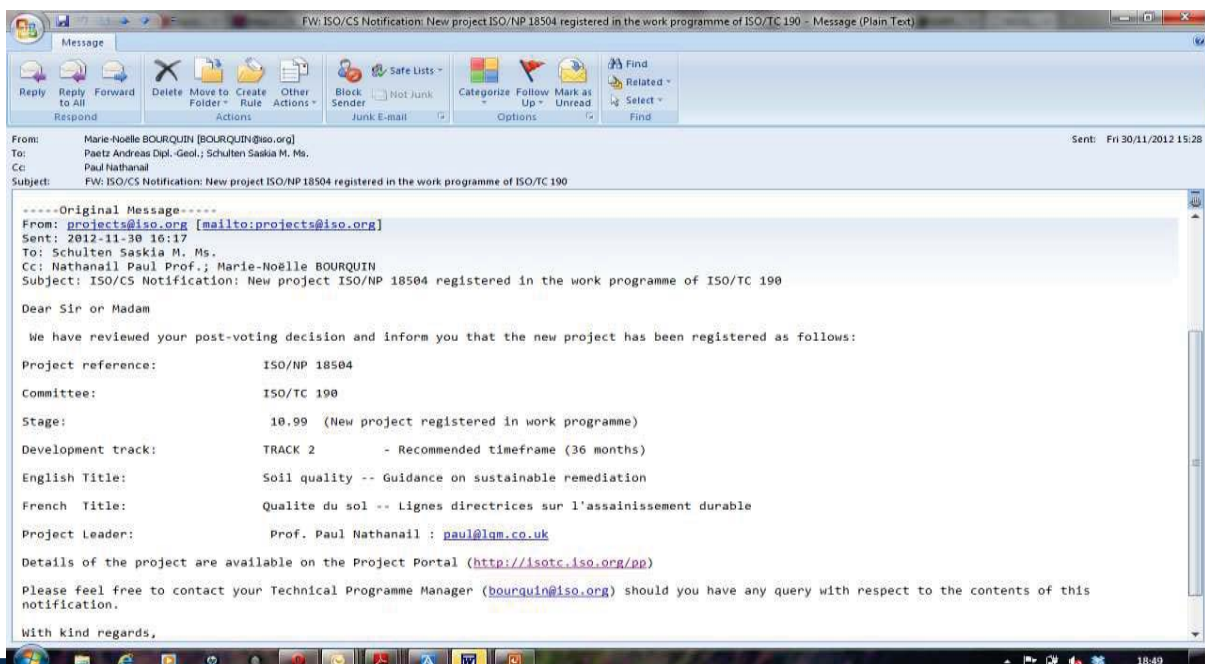 FW: ISO/CS Notification: New project ISO/NP 18504 registered in the work programme of ISO/TC 190 - Message (Plain Text)
Message
Reply Reply to All Forward Delete Move to Folder Create Rule Other Actions Block Sender Safe Lists Not Junk Categorize Follow Up Mark as Unread Find Related Select
Respond Actions Junk E-mail Options Find
From: Marie-Noëlle BOURQUIN [BOURQUIN@iso.org] Sent: Fri 30/11/2012 15:28
To: Paetz Andreas Dipl.-Geol.; Schulten Saskia M. Ms.
Cc: Paul Nathanail
Subject: FW: ISO/CS Notification: New project ISO/NP 18504 registered in the work programme of ISO/TC 190
-----Original Message-----
From: projects@iso.org [mailto:projects@iso.org]
Sent: 2012-11-30 16:17
To: Schulten Saskia M. Ms.
Cc: Nathanail Paul Prof.; Marie-Noëlle BOURQUIN
Subject: ISO/CS Notification: New project ISO/NP 18504 registered in the work programme of ISO/TC 190
Dear Sir or Madam
We have reviewed your post-voting decision and inform you that the new project has been registered as follows:
Project reference: ISO/NP 18504
Committee: ISO/TC 190
Stage: 10.99 (New project registered in work programme)
Development track: TRACK 2 - Recommended timeframe (36 months)
English Title: Soil quality -- Guidance on sustainable remediation
French Title: Qualite du sol -- Lignes directrices sur l'assainissement durable
Project Leader: Prof. Paul Nathanail : paul@lqm.co.uk
Details of the project are available on the Project Portal (http://isotc.iso.org/pp)
Please feel free to contact your Technical Programme Manager (bourquin@iso.org) should you have any query with respect to the contents of this
notification.
With kind regards,
18:49